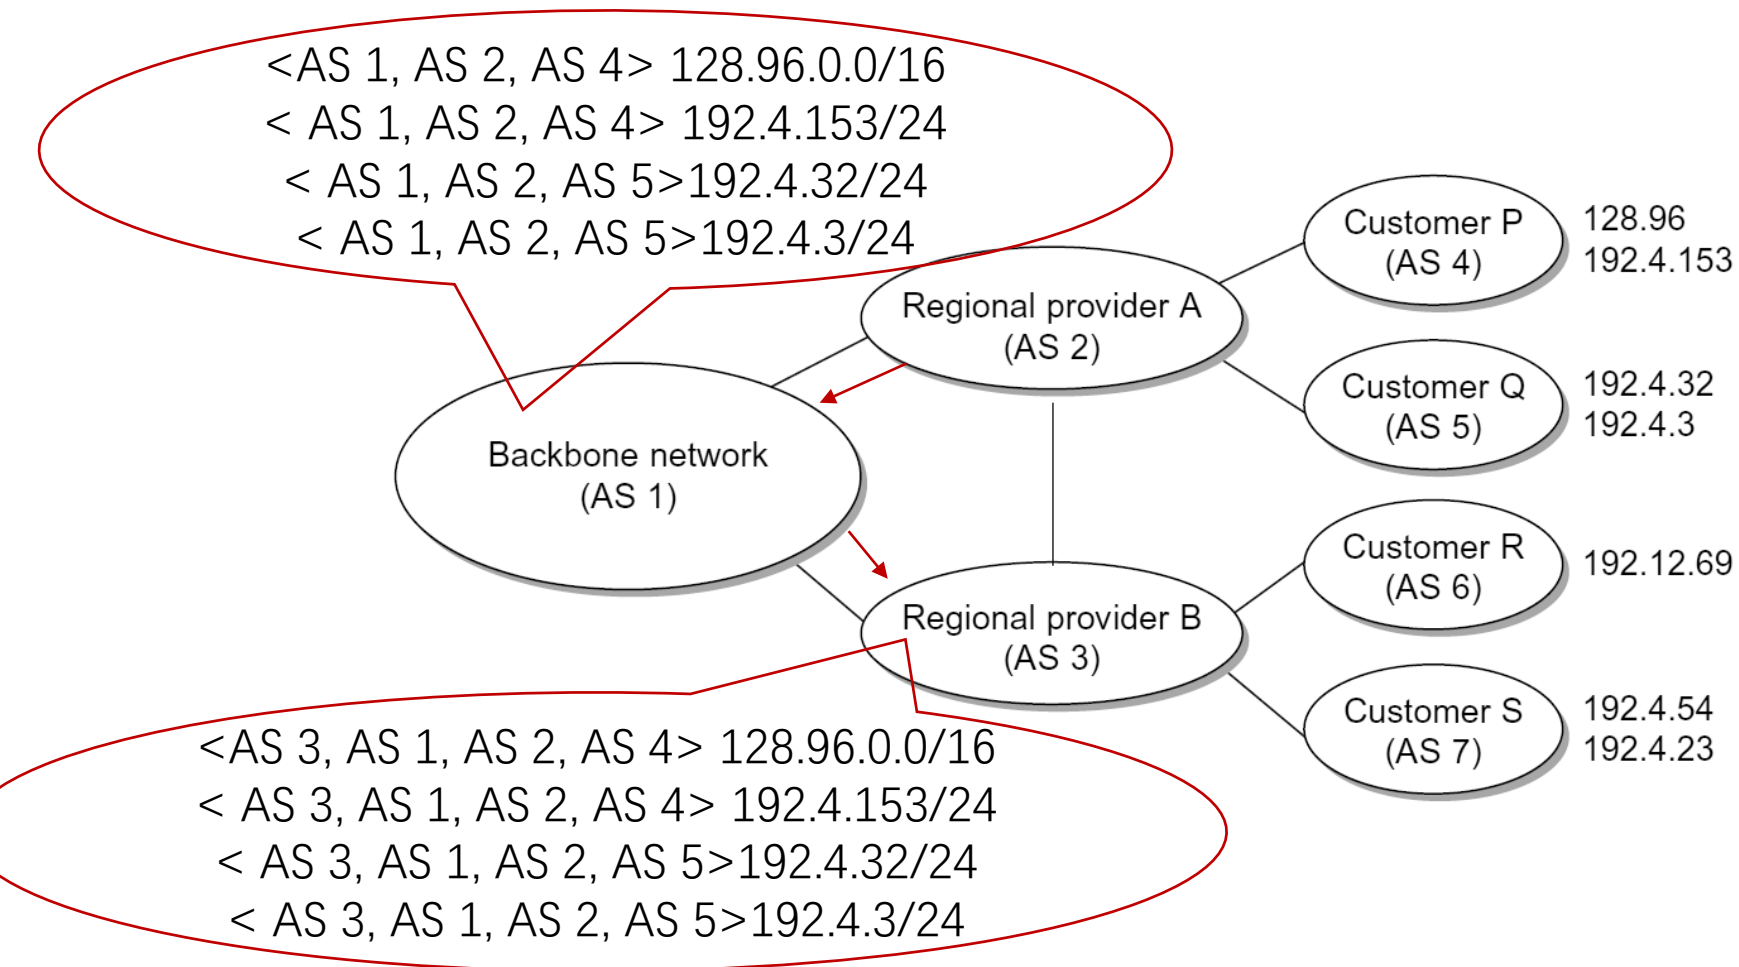 <AS 1, AS 2, AS 4> 128.96.0.0/16
< AS 1, AS 2, AS 4> 192.4.153/24
< AS 1, AS 2, AS 5>192.4.32/24
< AS 1, AS 2, AS 5>192.4.3/24
Regional provider A
(AS 2)
Customer P
(AS 4)
128.96
192.4.153
Customer Q
(AS 5)
192.4.32
192.4.3
Backbone network
(AS 1)
Customer R
(AS 6)
192.12.69
Regional provider B
(AS 3)
Customer S
(AS 7)
192.4.54
192.4.23
<AS 3, AS 1, AS 2, AS 4> 128.96.0.0/16
< AS 3, AS 1, AS 2, AS 4> 192.4.153/24
< AS 3, AS 1, AS 2, AS 5>192.4.32/24
< AS 3, AS 1, AS 2, AS 5>192.4.3/24